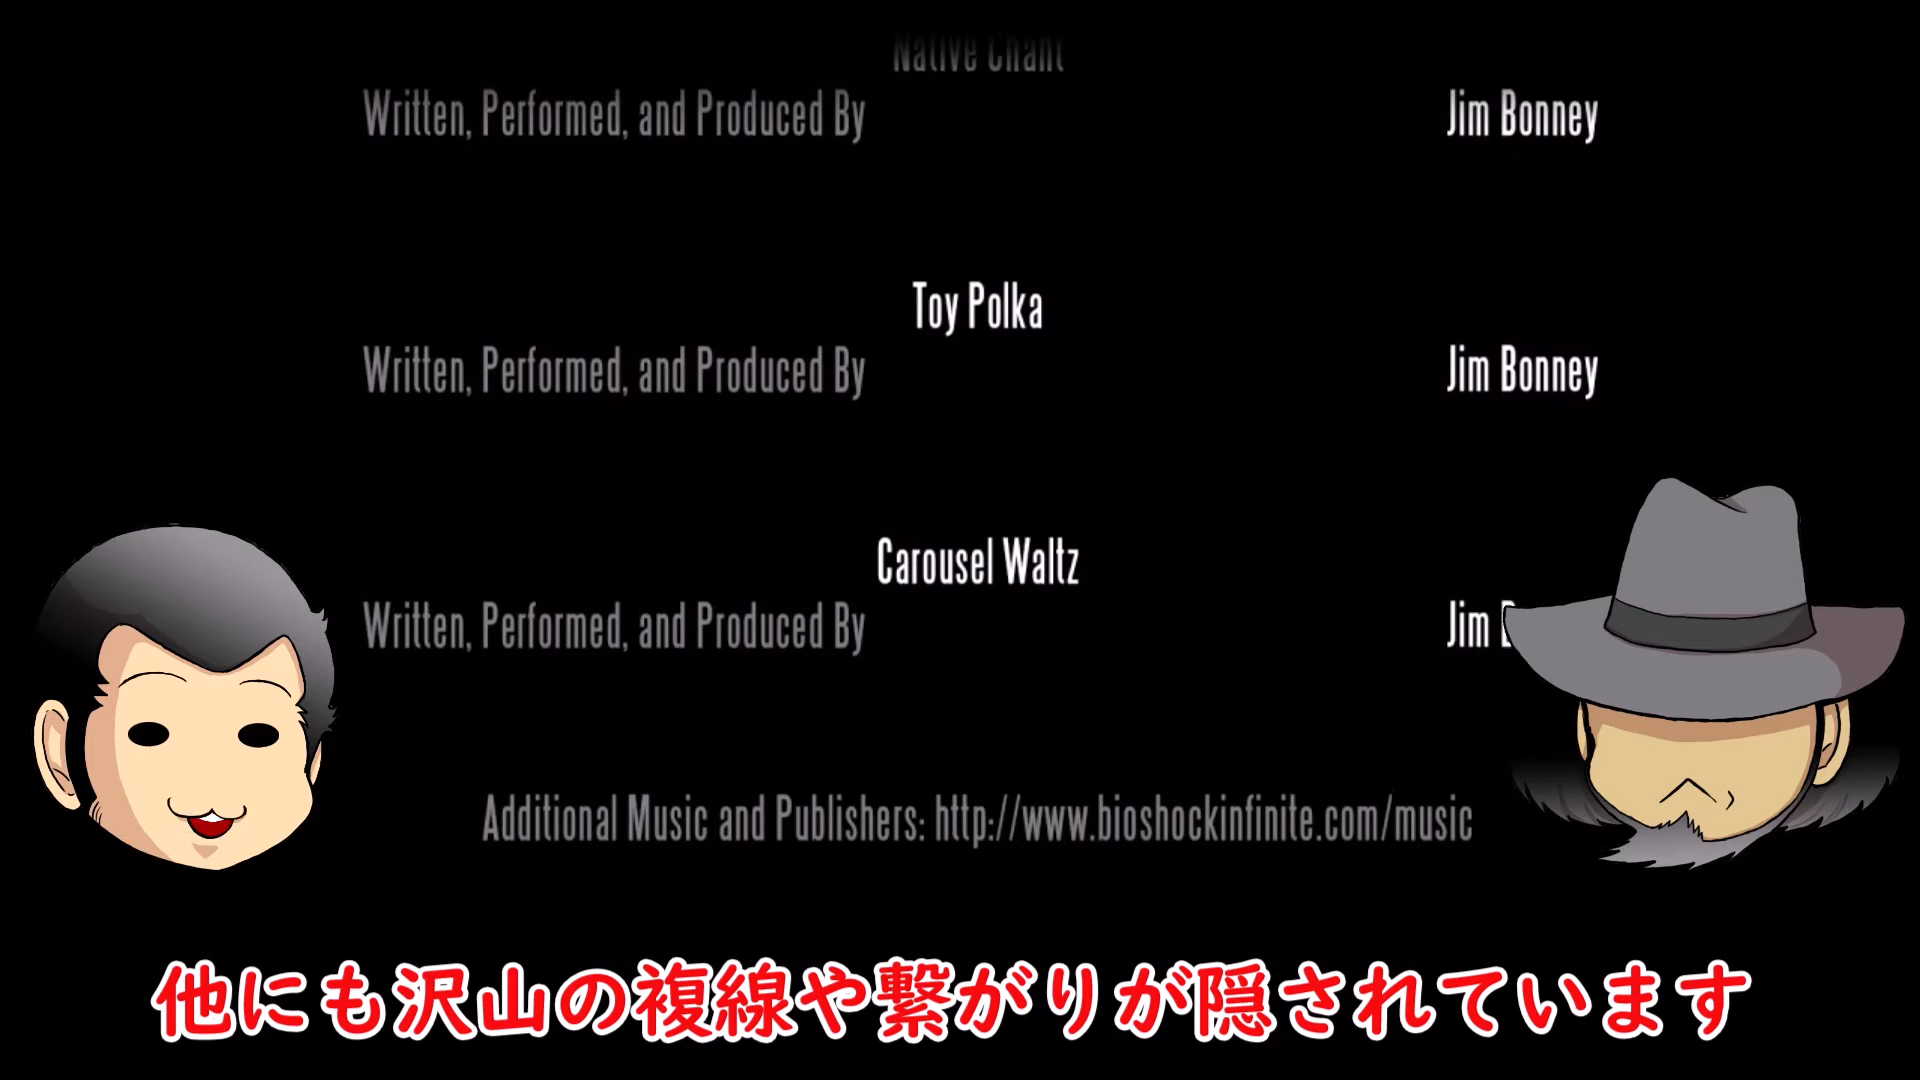 Native Chant
Written, Performed, and Produced By Jim Bonney
Toy Polka
Written, Performed, and Produced By Jim Bonney
Carousel Waltz
Written, Performed, and Produced By Jim
Additional Music and Publishers: http://www.bioshockinfinite.com/music
他にも沢山の複線や繋がりが隠されています